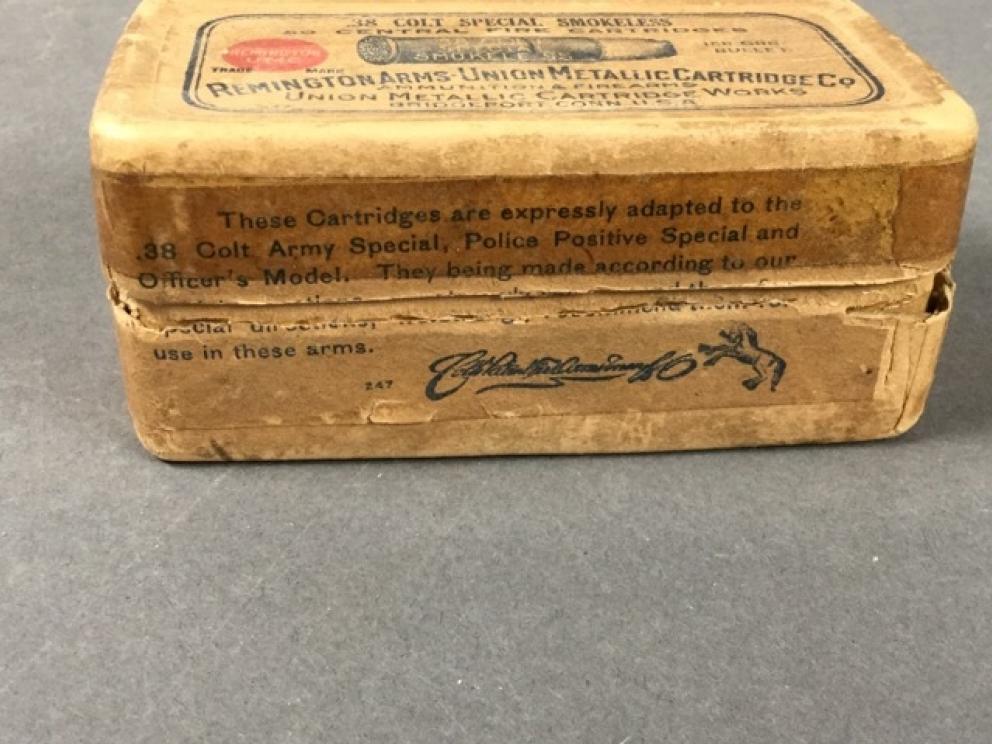 .38 COLT SPECIAL SMOKELESS
50 CENTRAL FIRE CARTRIDGES
SMOKELESS
BULLET
REMINGTON
UMC
TRADE MARK
REMINGTON ARMS-UNION METALLIC CARTRIDGE CO
AMMUNITION & FIREARMS
UNION METALLIC CARTRIDGE WORKS
BRIDGEPORT, CONN. U.S.A.
These Cartridges are expressly adapted to the
.38 Colt Army Special, Police Positive Special and
Officer's Model. They being made according to our
special directions,
use in these arms.
247